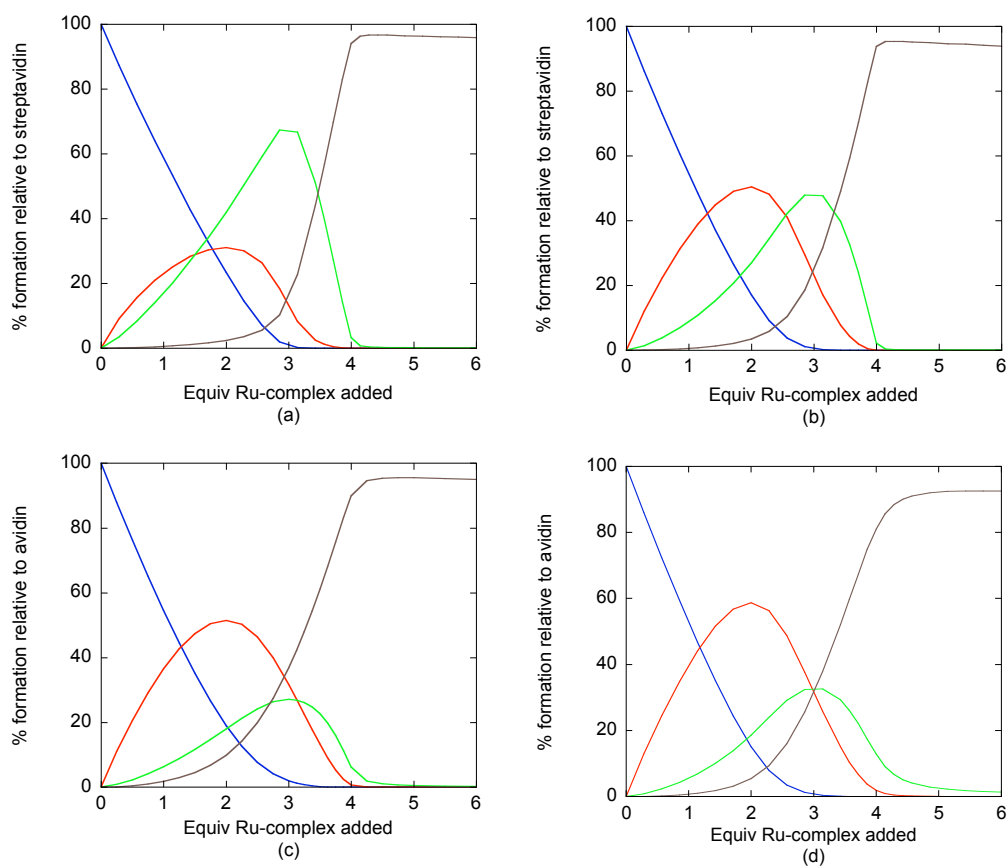 100
80
60
40
20
0
% formation relative to streptavidin
0 1 2 3 4 5 6
Equiv Ru-complex added
(a)
100
80
60
40
20
0
% formation relative to streptavidin
0 1 2 3 4 5 6
Equiv Ru-complex added
(b)
100
80
60
40
20
0
% formation relative to avidin
0 1 2 3 4 5 6
Equiv Ru-complex added
(c)
100
80
60
40
20
0
% formation relative to avidin
0 1 2 3 4 5 6
Equiv Ru-complex added
(d)